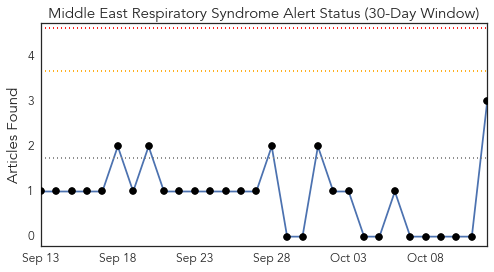 Middle East Respiratory Syndrome Alert Status (30-Day Window)
Articles Found
4
3
2
1
0
Sep 13 Sep 18 Sep 23 Sep 28 Oct 03 Oct 08